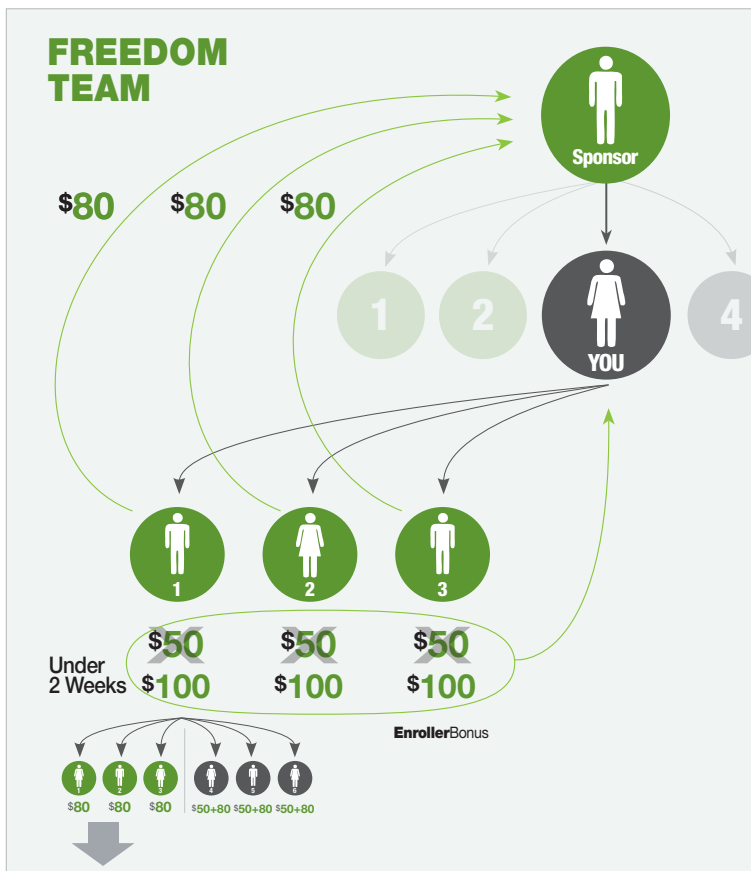 FREEDOM
TEAM
Sponsor
$80 $80 $80
1 2 4
YOU
1 2 3
$50 $50 $50
Under
2 Weeks $100 $100 $100
EnrollerBonus
1 2 3 4 5 6
$80 $80 $80 $50+80 $50+80 $50+80